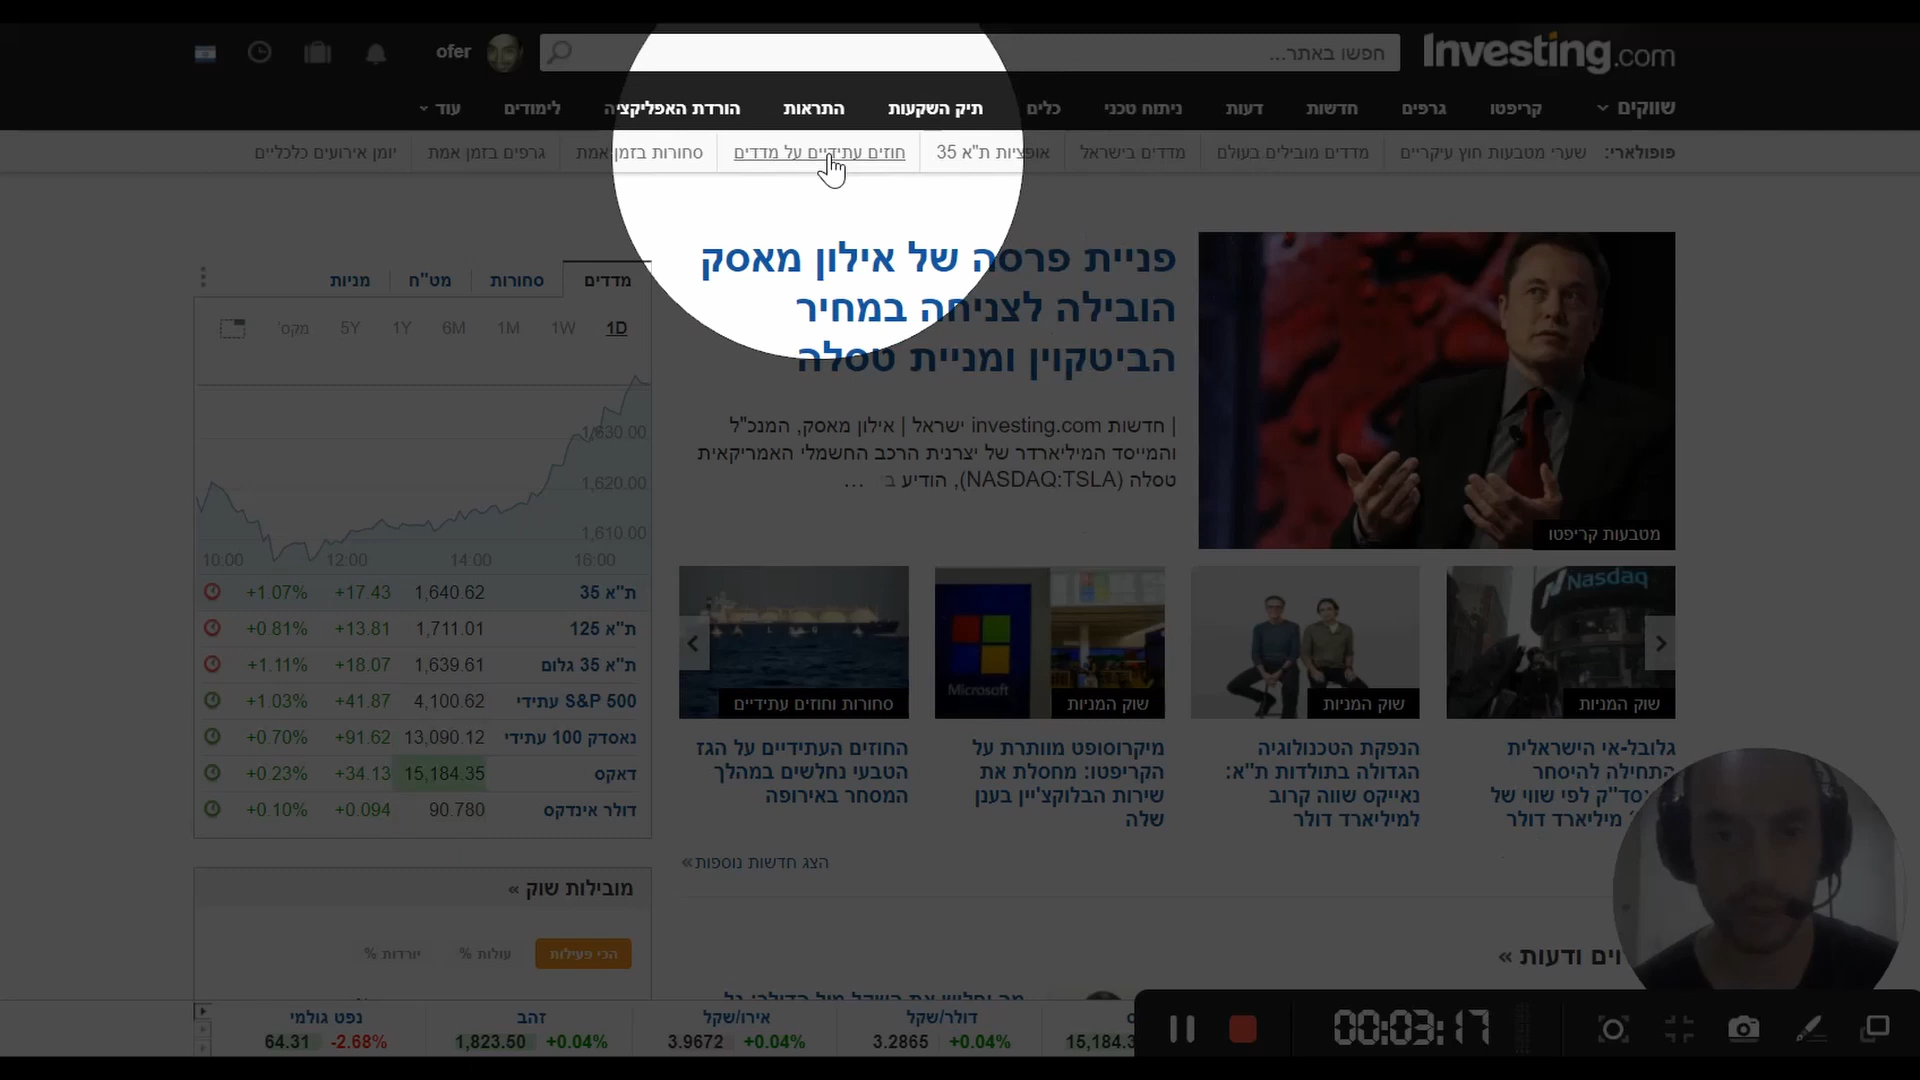 Investing.com
חפשו באתר...
ofer
שווקים
קריפטו
גרפים
חדשות
דעות
ניתוח טכני
כלים
תיק השקעות
התראות
הורדת האפליקציה
לימודים
עוד
פופולארי:
שערי מטבעות חוץ עיקריים
מדדים מובילים בעולם
מדדים בישראל
אופציות ת"א 35
חוזים עתידיים על מדדים
סחורות בזמן אמת
גרפים בזמן אמת
יומן אירועים כלכליים
פניית פרסה של אילון מאסק
הובילה לצניחה במחיר
הביטקוין ומניית טסלה
| חדשות investing.com ישראל | אילון מאסק, המנכ"ל
והמייסד המיליארדר של יצרנית הרכב החשמלי האמריקאית
טסלה (NASDAQ:TSLA), הודיע ...
מטבעות קריפטו
Nasdaq
שוק המניות
גלובל-אי הישראלית
התחילה להיסחר
לפי שווי של
מיליארד דולר
שוק המניות
הנפקת הטכנולוגיה
הגדולה בתולדות ת"א:
נאייקס שווה קרוב
למיליארד דולר
Microsoft
שוק המניות
מיקרוסופט מוותרת על
הקריפטו: מחסלת את
שירות הבלוקצ'יין בענן
שלה
סחורות וחוזים עתידיים
החוזים העתידיים על הגז
הטבעי נחלשים במהלך
המסחר באירופה
הצג חדשות נוספות»
ודעות »
מדדים
סחורות
מט"ח
מניות
1D 1W 1M 6M 1Y 5Y מקס'
1,630.00
1,620.00
1,610.00
10:00 12:00 14:00 16:00
ת"א 35 1,640.62 +17.43 +1.07%
ת"א 125 1,711.01 +13.81 +0.81%
ת"א 35 גלום 1,639.61 +18.07 +1.11%
S&P 500 עתידי 4,100.62 +41.87 +1.03%
נאסדק 100 עתידי 13,090.12 +91.62 +0.70%
דאקס 15,184.35 +34.13 +0.23%
דולר אינדקס 90.780 +0.094 +0.10%
מובילות שוק »
הכי פעילות
עולות %
יורדות %
דולר/שקל
3.2865 +0.04%
אירו/שקל
3.9672 +0.04%
זהב
1,823.50 +0.04%
נפט גולמי
64.31 -2.68%
00:03:17